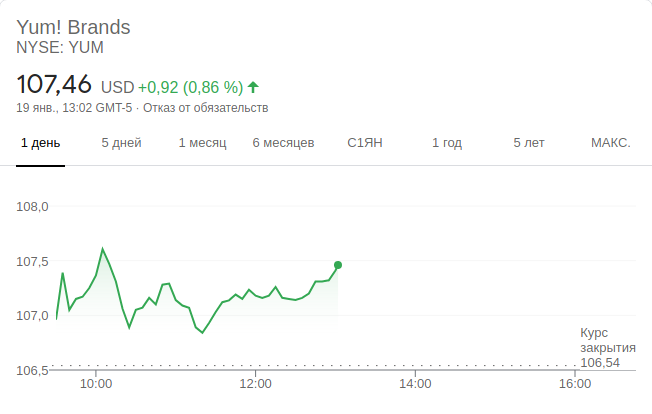 Yum! Brands
NYSE: YUM
107,46 USD +0,92 (0,86 %)
19 янв., 13:02 GMT-5 · Отказ от обязательств
1 день 5 дней 1 месяц 6 месяцев С1ЯН 1 год 5 лет МАКС.
108,0
107,5
107,0
Курс
закрытия
106,54
106,5
10:00 12:00 14:00 16:00